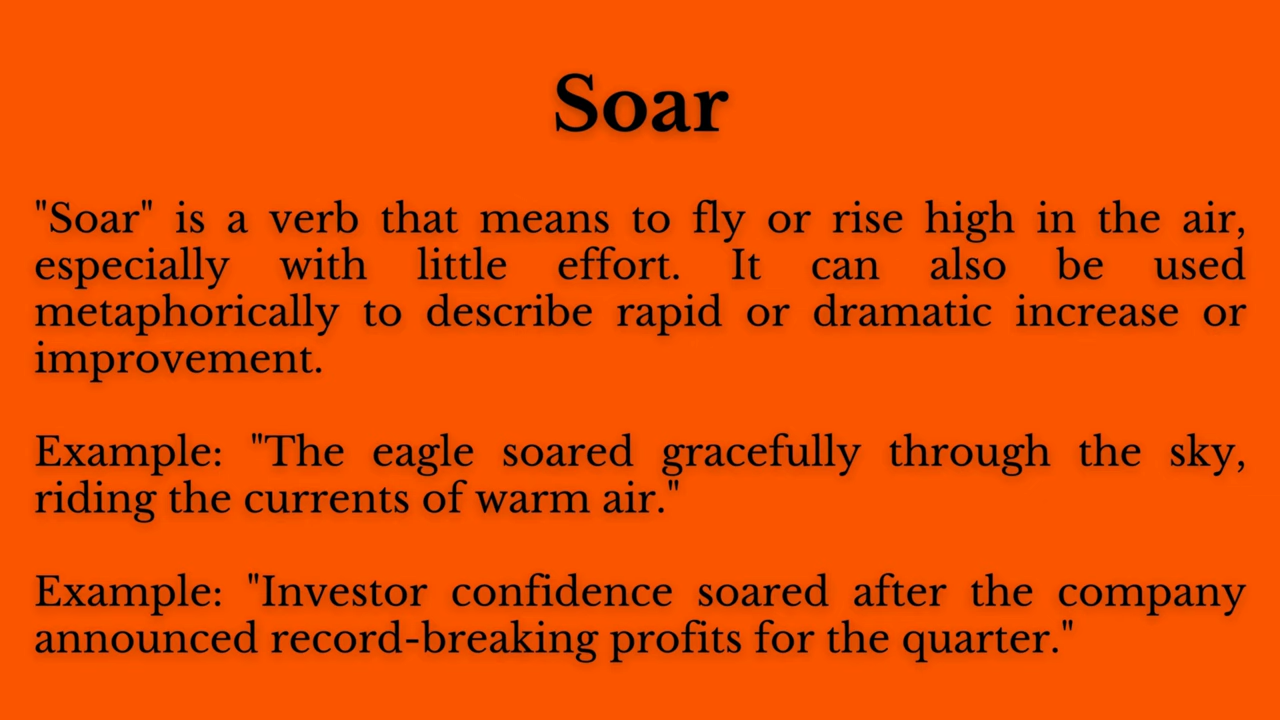 Soar
"Soar" is a verb that means to fly or rise high in the air,
especially with little effort. It can also be used
metaphorically to describe rapid or dramatic increase or
improvement.
Example: "The eagle soared gracefully through the sky,
riding the currents of warm air."
Example: "Investor confidence soared after the company
announced record-breaking profits for the quarter."